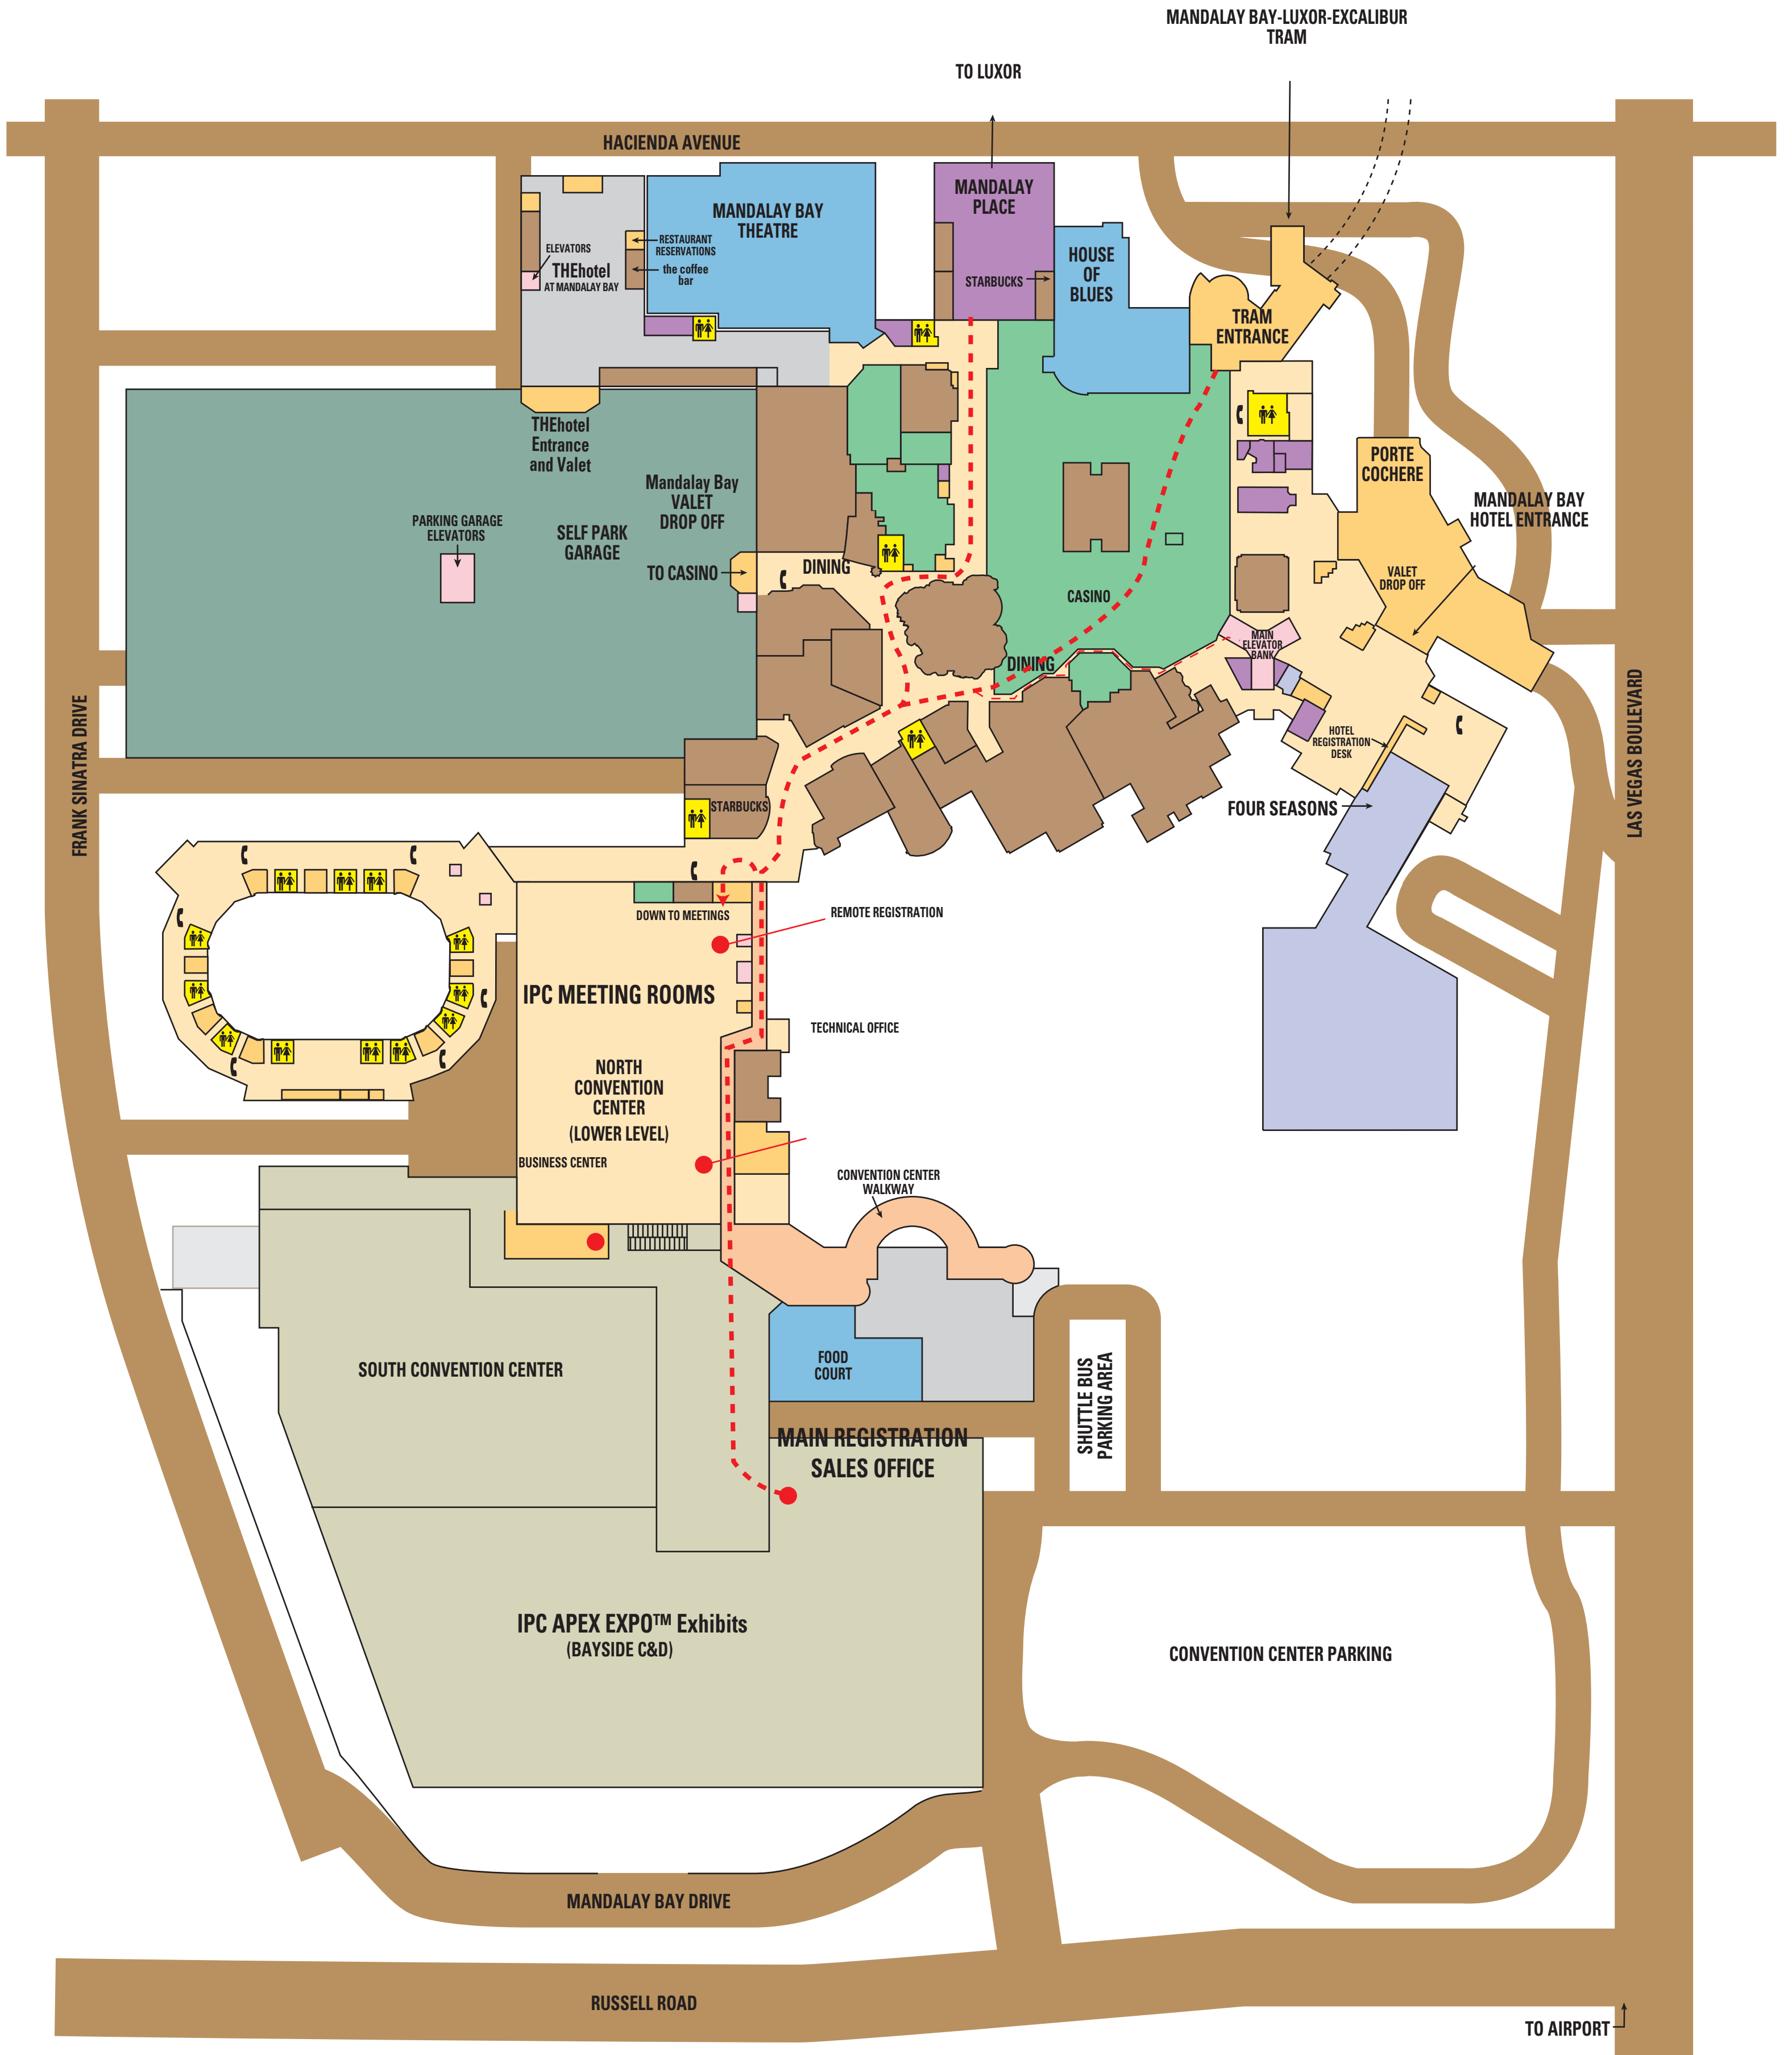 MANDALAY BAY-LUXOR-EXCALIBUR
TRAM
TO LUXOR
HACIENDA AVENUE
MANDALAY
PLACE
MANDALAY BAY
THEATRE
RESTAURANT
RESERVATIONS
ELEVATORS
THEhotel
AT MANDALAY BAY
the coffee
bar
HOUSE
OF
BLUES
STARBUCKS
TRAM
ENTRANCE
THEhotel
Entrance
and Valet
PORTE
COCHERE
Mandalay Bay
VALET
DROP OFF
MANDALAY BAY
HOTEL ENTRANCE
PARKING GARAGE
ELEVATORS
SELF PARK
GARAGE
TO CASINO
DINING
VALET
DROP OFF
CASINO
MAIN
ELEVATOR
BANK
DINING
FRANK SINATRA DRIVE
LAS VEGAS BOULEVARD
HOTEL
REGISTRATION
DESK
STARBUCKS
FOUR SEASONS
DOWN TO MEETINGS
REMOTE REGISTRATION
IPC MEETING ROOMS
TECHNICAL OFFICE
NORTH
CONVENTION
CENTER
(LOWER LEVEL)
BUSINESS CENTER
CONVENTION CENTER
WALKWAY
FOOD
COURT
SOUTH CONVENTION CENTER
SHUTTLE BUS
PARKING AREA
MAIN REGISTRATION
SALES OFFICE
IPC APEX EXPO™ Exhibits
(BAYSIDE C&D)
CONVENTION CENTER PARKING
MANDALAY BAY DRIVE
RUSSELL ROAD
TO AIRPORT